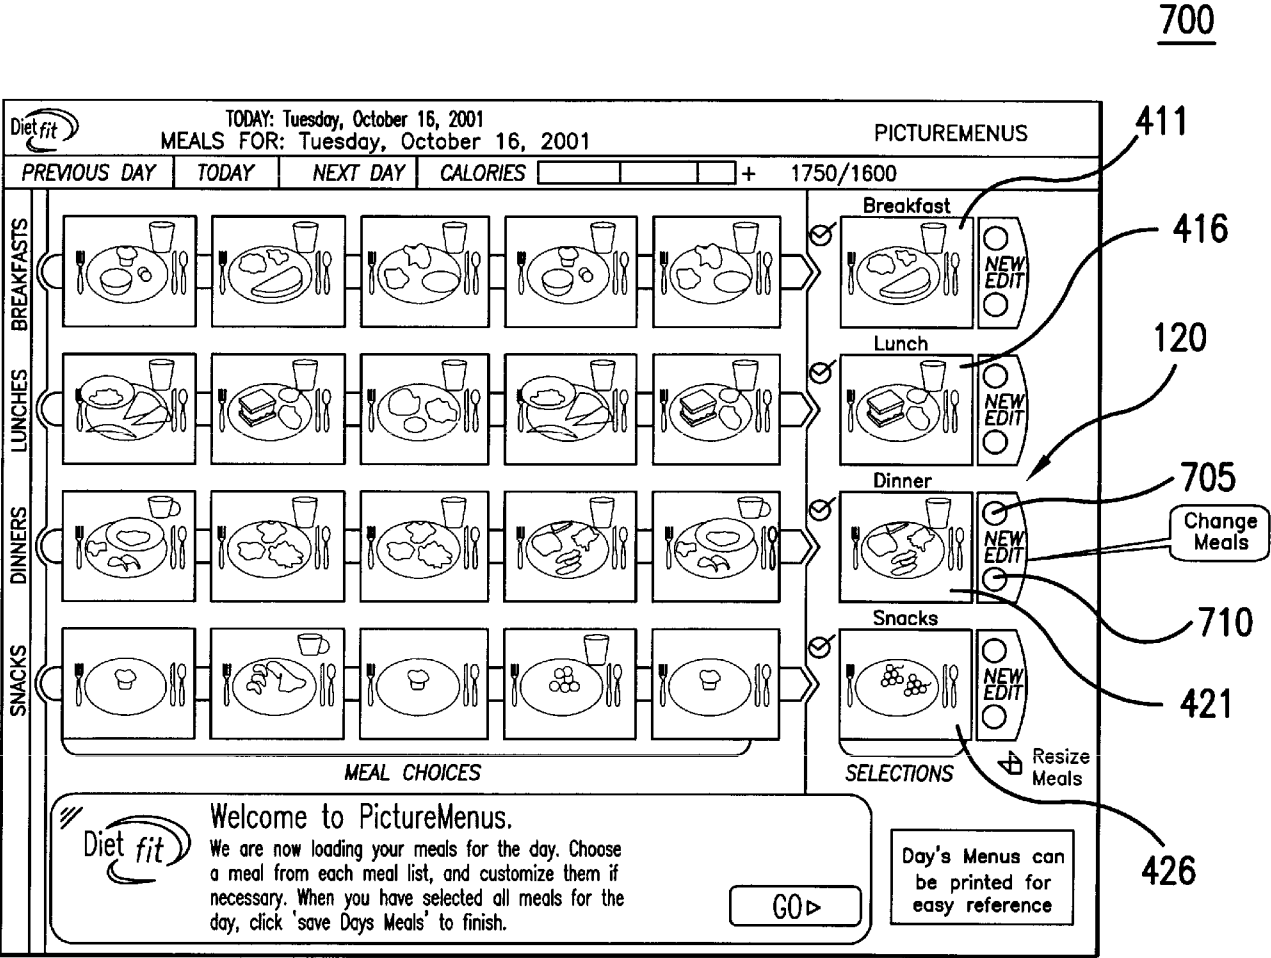 700
Diet fit
TODAY: Tuesday, October 16, 2001
MEALS FOR: Tuesday, October 16, 2001
PICTUREMENUS
411
PREVIOUS DAY
TODAY
NEXT DAY
CALORIES
+
1750/1600
BREAKFASTS
Breakfast
NEW
EDIT
416
LUNCHES
Lunch
NEW
EDIT
120
DINNERS
Dinner
NEW
EDIT
705
Change
Meals
710
SNACKS
Snacks
NEW
EDIT
421
MEAL CHOICES
SELECTIONS
Resize
Meals
426
Diet fit
Welcome to PictureMenus.
We are now loading your meals for the day. Choose
a meal from each meal list, and customize them if
necessary. When you have selected all meals for the
day, click 'save Days Meals' to finish.
GO
Day's Menus can
be printed for
easy reference